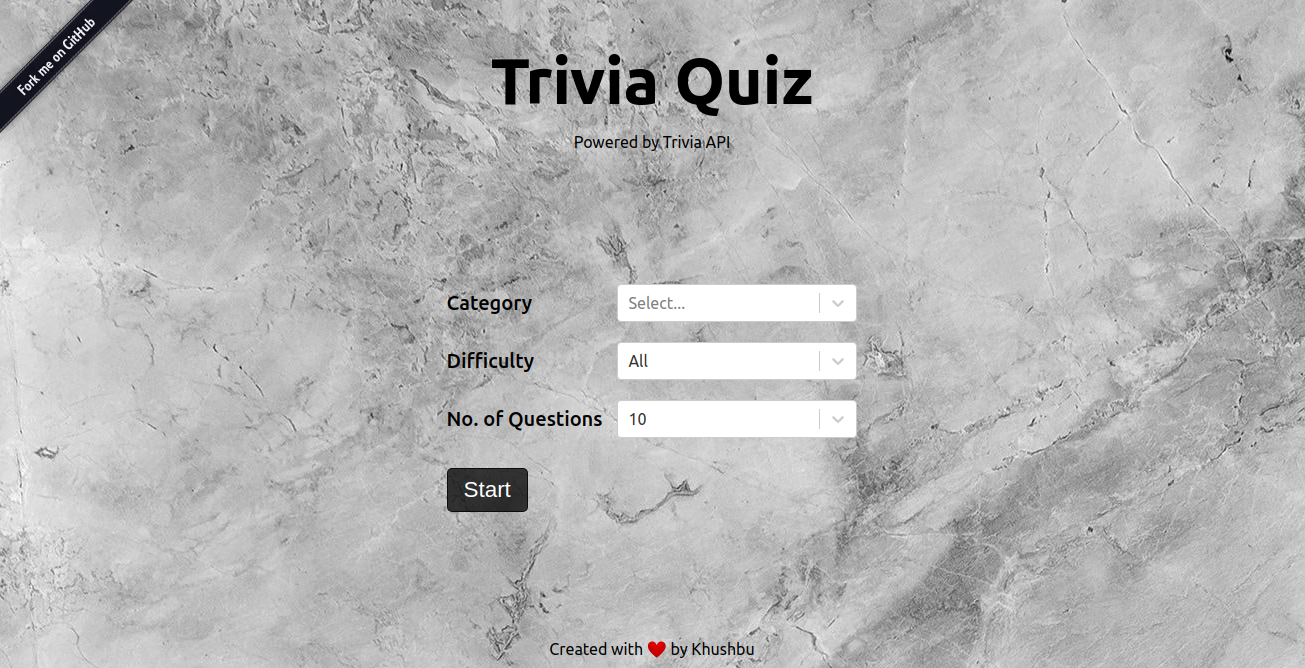 Fork me on GitHub
Trivia Quiz
Powered by Trivia API
Category
Select...
Difficulty
All
No. of Questions
10
Start
Created with ❤️ by Khushbu